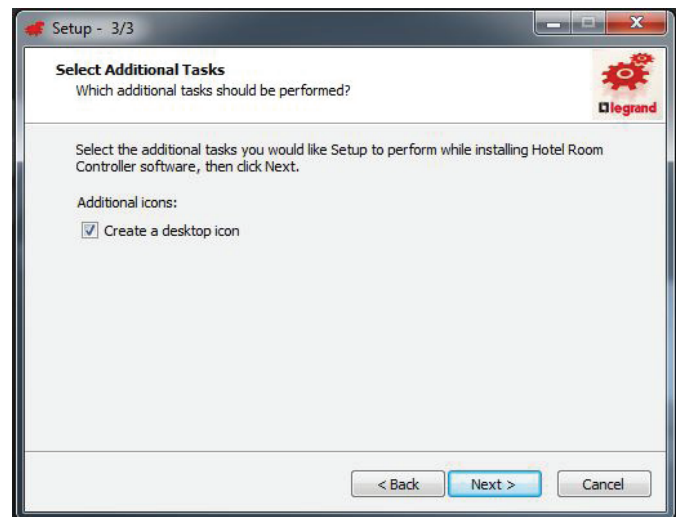 Setup - 3/3
Select Additional Tasks
Which additional tasks should be performed?
legrand
Select the additional tasks you would like Setup to perform while installing Hotel Room
Controller software, then click Next.
Additional icons:
Create a desktop icon
< Back
Next >
Cancel